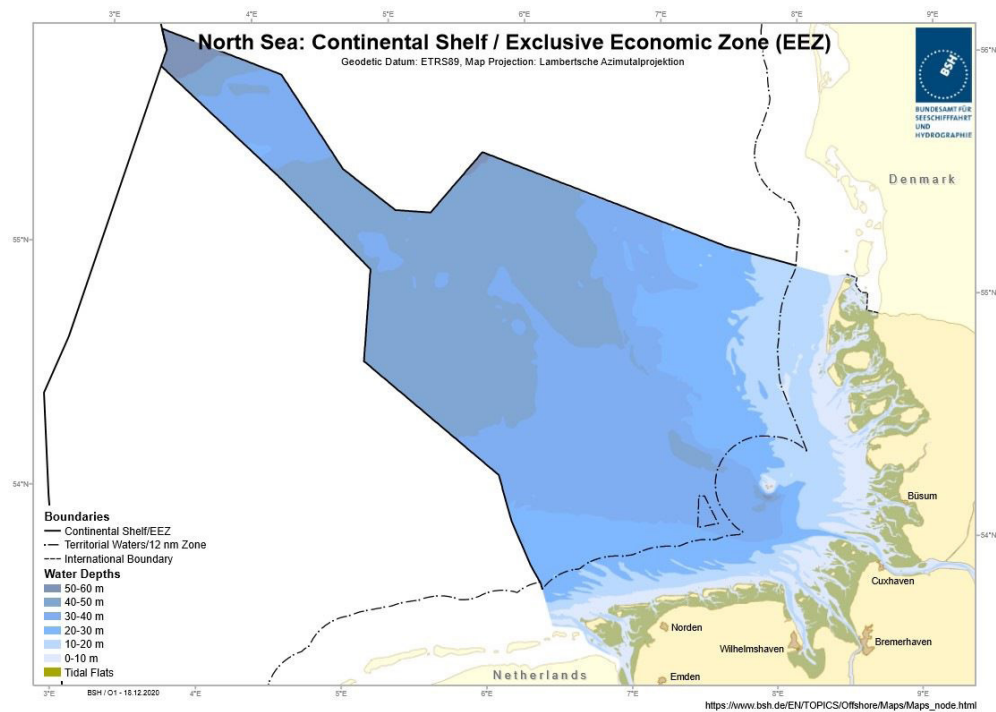 3°E 4°E 5°E 6°E 7°E 8°E 9°E
North Sea: Continental Shelf / Exclusive Economic Zone (EEZ)
Geodetic Datum: ETRS89, Map Projection: Lambertsche Azimutalprojektion
56°N
BSH
BUNDESAMT FÜR
SEESCHIFFFAHRT
UND
HYDROGRAPHIE
Denmark
55°N
55°N
54°N
Büsum
54°N
Boundaries
Continental Shelf/EEZ
Territorial Waters/12 nm Zone
International Boundary
Water Depths
50-60 m
40-50 m
30-40 m
20-30 m
10-20 m
0-10 m
Tidal Flats
Cuxhaven
Norden
Wilhelmshaven
Bremerhaven
Netherlands
Emden
BSH / O1 - 18.12.2020
3°E 4°E 5°E 6°E 7°E 8°E 9°E
https://www.bsh.de/EN/TOPICS/Offshore/Maps/Maps_node.html